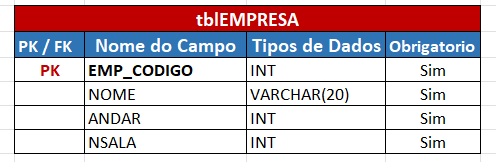 tblEMPRESA
PK / FK Nome do Campo Tipos de Dados Obrigatorio
PK EMP_CODIGO INT Sim
NOME VARCHAR(20) Sim
ANDAR INT Sim
NSALA INT Sim